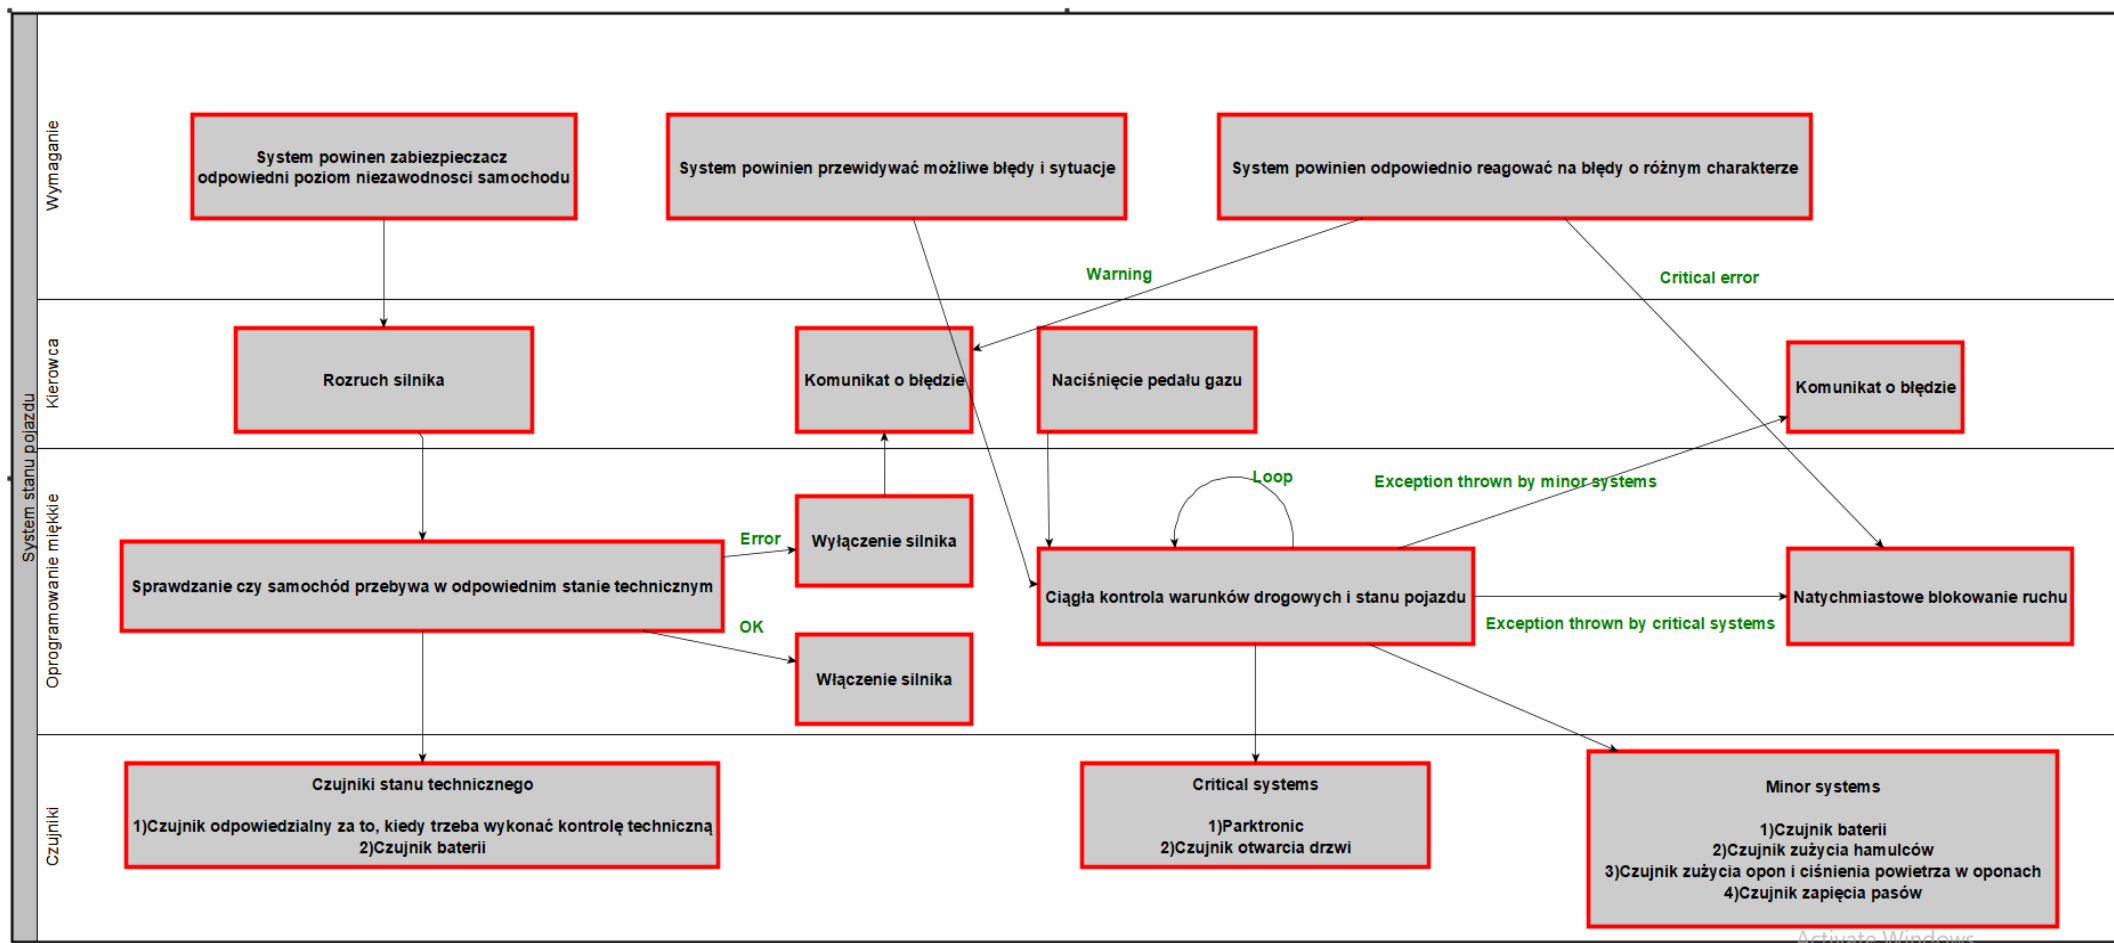 System stanu pojazdu
Wymaganie
System powinen zabiezpieczacz
odpowiedni poziom niezawodnosci samochodu
System powinien przewidywać możliwe błędy i sytuacje
System powinien odpowiednio reagować na błędy o różnym charakterze
Warning
Critical error
Kierowca
Rozruch silnika
Komunikat o błędzie
Naciśnięcie pedału gazu
Komunikat o błędzie
Oprogramowanie miękkie
Loop
Exception thrown by minor systems
Error
Wyłączenie silnika
Sprawdzanie czy samochód przebywa w odpowiednim stanie technicznym
Ciągła kontrola warunków drogowych i stanu pojazdu
Natychmiastowe blokowanie ruchu
Exception thrown by critical systems
OK
Włączenie silnika
Czujniki
Czujniki stanu technicznego
1)Czujnik odpowiedzialny za to, kiedy trzeba wykonać kontrolę techniczną
2)Czujnik baterii
Critical systems
1)Parktronic
2)Czujnik otwarcia drzwi
Minor systems
1)Czujnik baterii
2)Czujnik zużycia hamulców
3)Czujnik zużycia opon i ciśnienia powietrza w oponach
4)Czujnik zapięcia pasów
Activate Windows